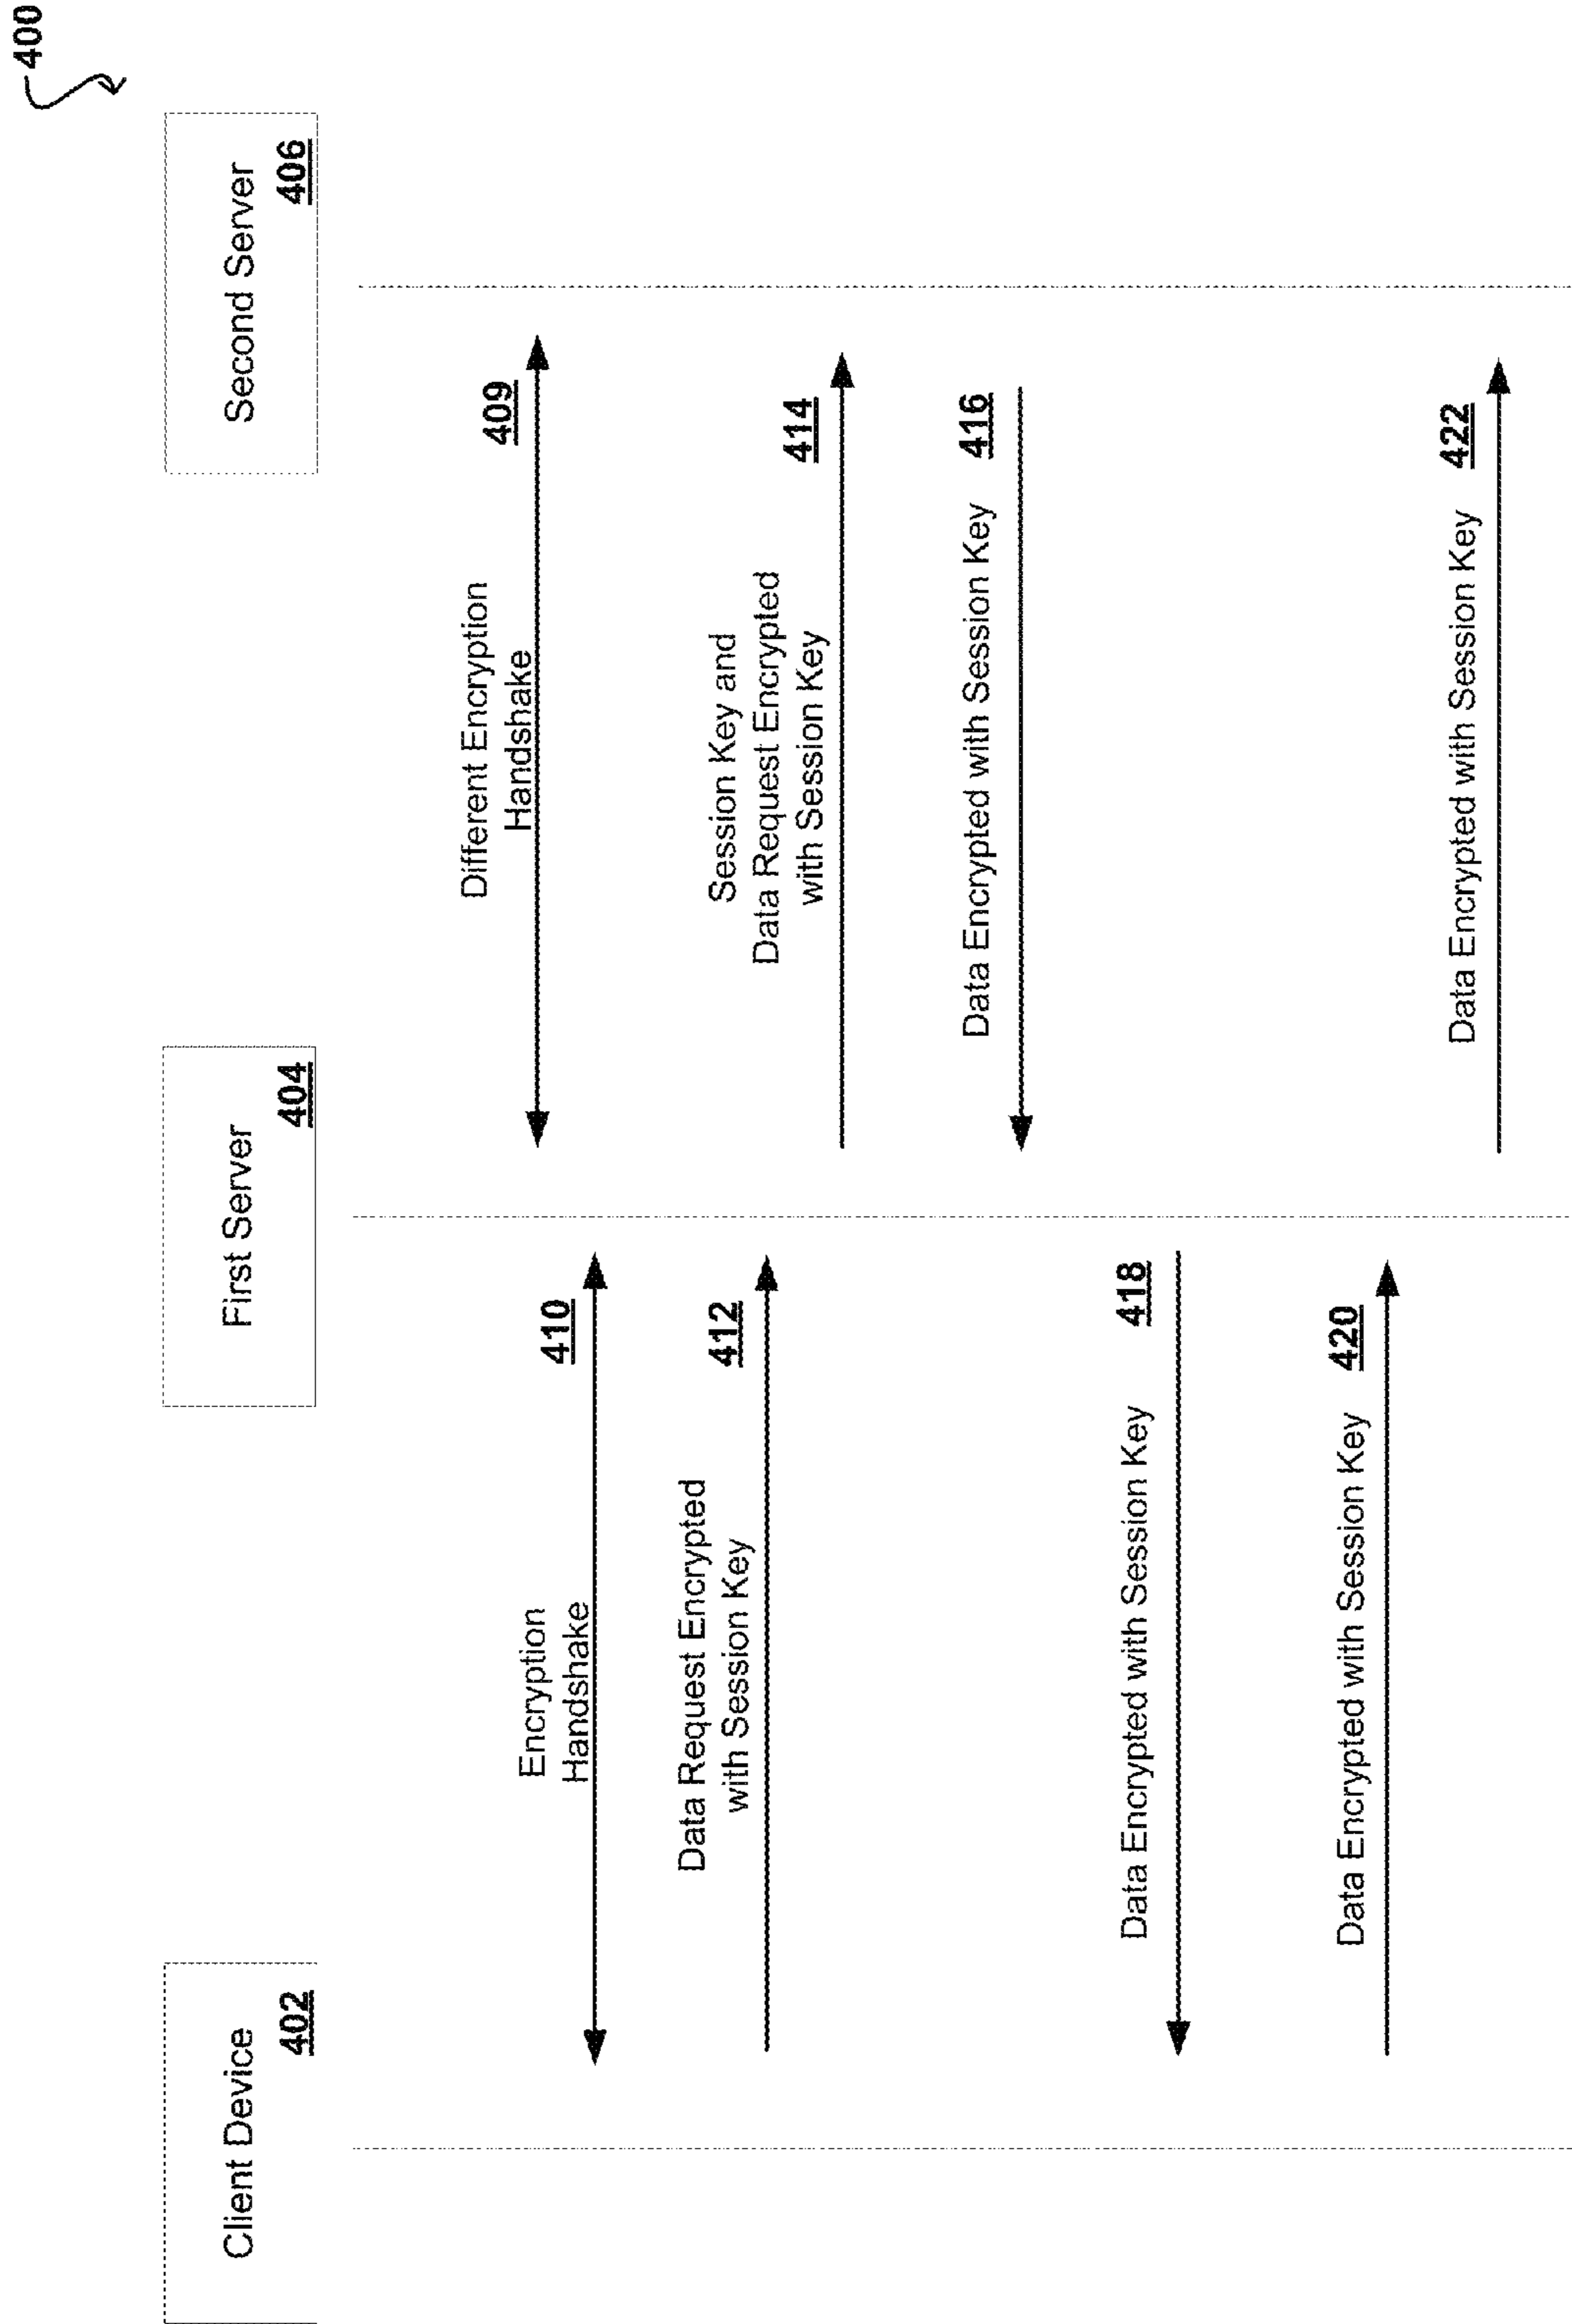 400
Client Device
402
First Server
404
Second Server
406
Different Encryption
Handshake
409
Encryption
Handshake
410
Data Request Encrypted
with Session Key
412
Session Key and
Data Request Encrypted
with Session Key
414
Data Encrypted with Session Key
416
Data Encrypted with Session Key
418
Data Encrypted with Session Key
420
Data Encrypted with Session Key
422